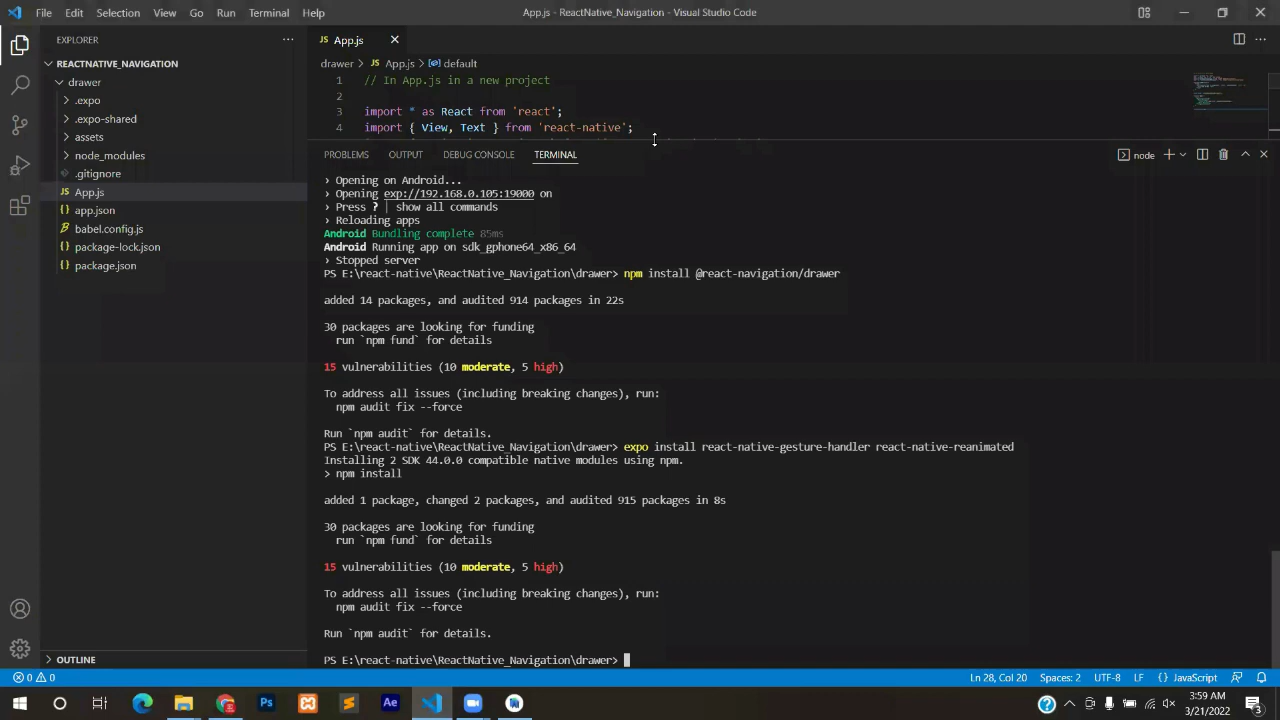 File Edit Selection View Go Run Terminal Help App.js - ReactNative_Navigation - Visual Studio Code
EXPLORER ···
REACTNATIVE_NAVIGATION
drawer
.expo
.expo-shared
assets
node_modules
.gitignore
JS App.js
{} app.json
babel.config.js
{} package-lock.json
{} package.json
OUTLINE
JS App.js
drawer > JS App.js > default
1 // In App.js in a new project
2
3 import * as React from 'react';
4 import { View, Text } from 'react-native';
PROBLEMS OUTPUT DEBUG CONSOLE TERMINAL node
› Opening on Android...
› Opening exp://192.168.0.105:19000 on
› Press ? | show all commands
› Reloading apps
Android Bundling complete 85ms
Android Running app on sdk_gphone64_x86_64
› Stopped server
PS E:\react-native\ReactNative_Navigation\drawer> npm install @react-navigation/drawer
added 14 packages, and audited 914 packages in 22s
30 packages are looking for funding
run `npm fund` for details
15 vulnerabilities (10 moderate, 5 high)
To address all issues (including breaking changes), run:
npm audit fix --force
Run `npm audit` for details.
PS E:\react-native\ReactNative_Navigation\drawer> expo install react-native-gesture-handler react-native-reanimated
Installing 2 SDK 44.0.0 compatible native modules using npm.
> npm install
added 1 package, changed 2 packages, and audited 915 packages in 8s
30 packages are looking for funding
run `npm fund` for details
15 vulnerabilities (10 moderate, 5 high)
To address all issues (including breaking changes), run:
npm audit fix --force
Run `npm audit` for details.
PS E:\react-native\ReactNative_Navigation\drawer>
0 0 Ln 28, Col 20 Spaces: 2 UTF-8 LF {} JavaScript
Ps Ae 3:59 AM
3/21/2022 3